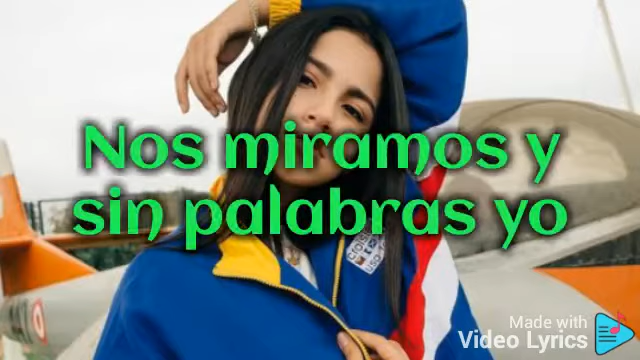 Nos miramos y
sin palabras yo
Made with
Video Lyrics